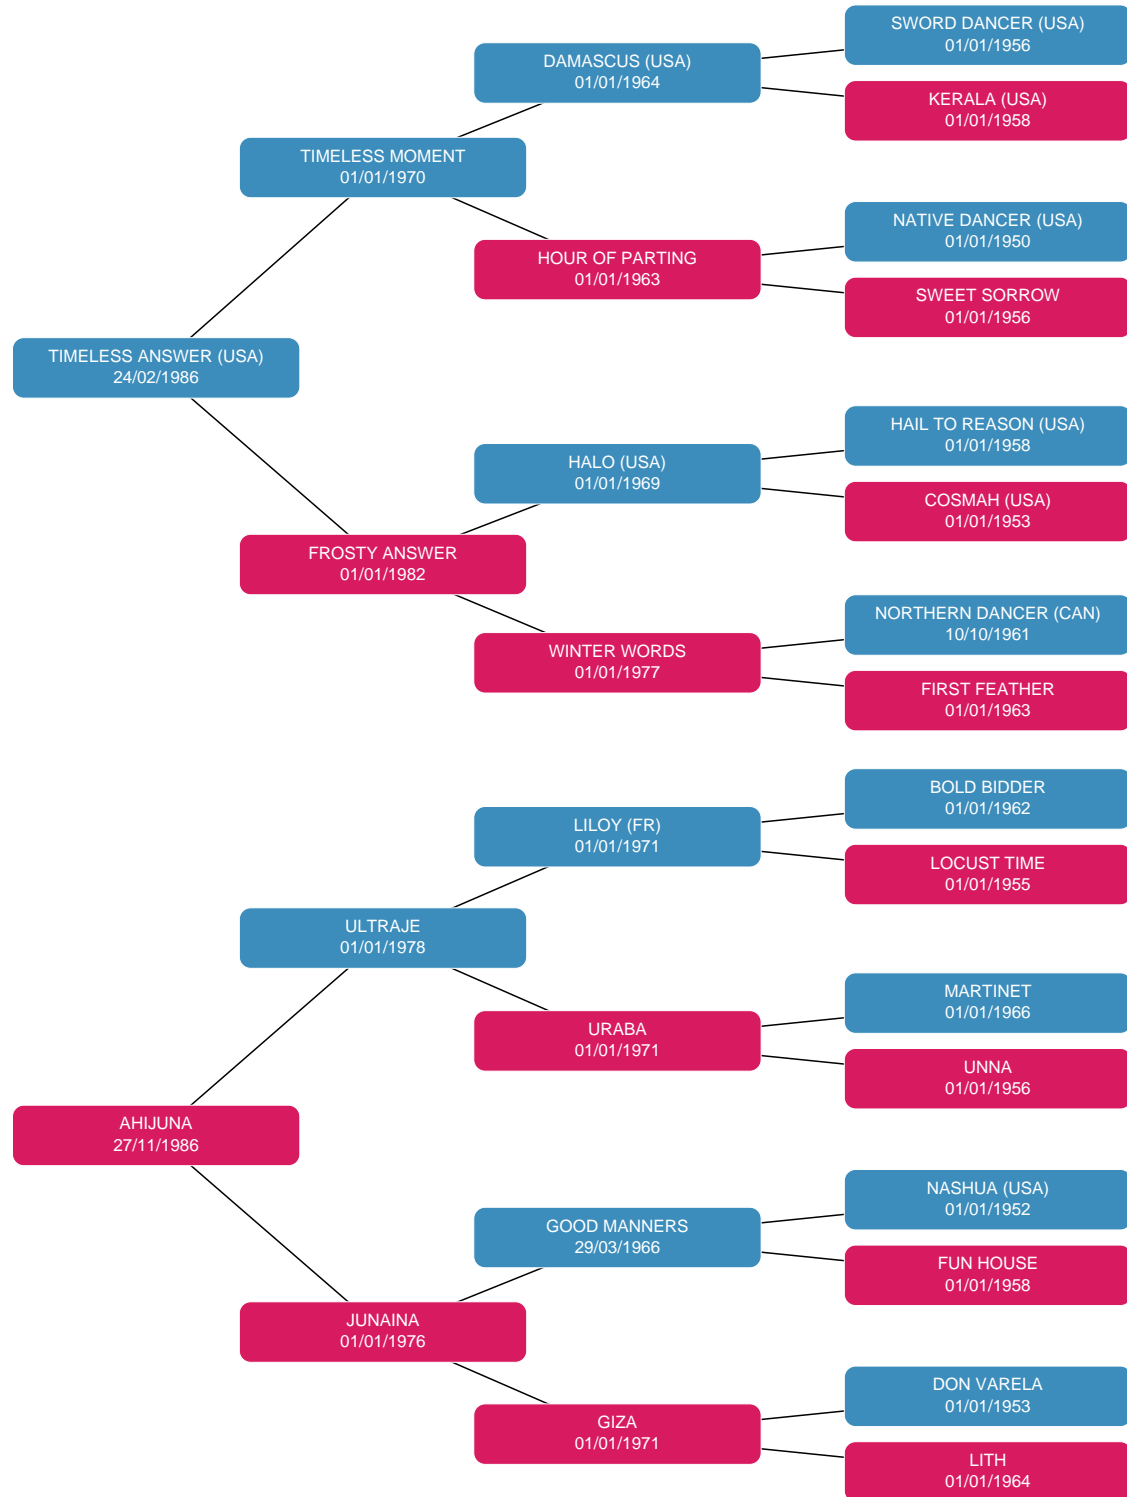 SWORD DANCER (USA)
01/01/1956
DAMASCUS (USA)
01/01/1964
KERALA (USA)
01/01/1958
TIMELESS MOMENT
01/01/1970
NATIVE DANCER (USA)
01/01/1950
HOUR OF PARTING
01/01/1963
SWEET SORROW
01/01/1956
TIMELESS ANSWER (USA)
24/02/1986
HAIL TO REASON (USA)
01/01/1958
HALO (USA)
01/01/1969
COSMAH (USA)
01/01/1953
FROSTY ANSWER
01/01/1982
NORTHERN DANCER (CAN)
10/10/1961
WINTER WORDS
01/01/1977
FIRST FEATHER
01/01/1963
BOLD BIDDER
01/01/1962
LILOY (FR)
01/01/1971
LOCUST TIME
01/01/1955
ULTRAJE
01/01/1978
MARTINET
01/01/1966
URABA
01/01/1971
UNNA
01/01/1956
AHIJUNA
27/11/1986
NASHUA (USA)
01/01/1952
GOOD MANNERS
29/03/1966
FUN HOUSE
01/01/1958
JUNAINA
01/01/1976
DON VARELA
01/01/1953
GIZA
01/01/1971
LITH
01/01/1964